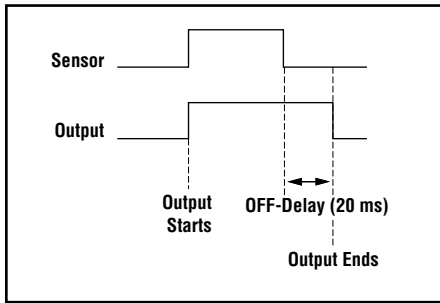 Sensor
Output
Output
Starts
OFF-Delay (20 ms)
Output Ends